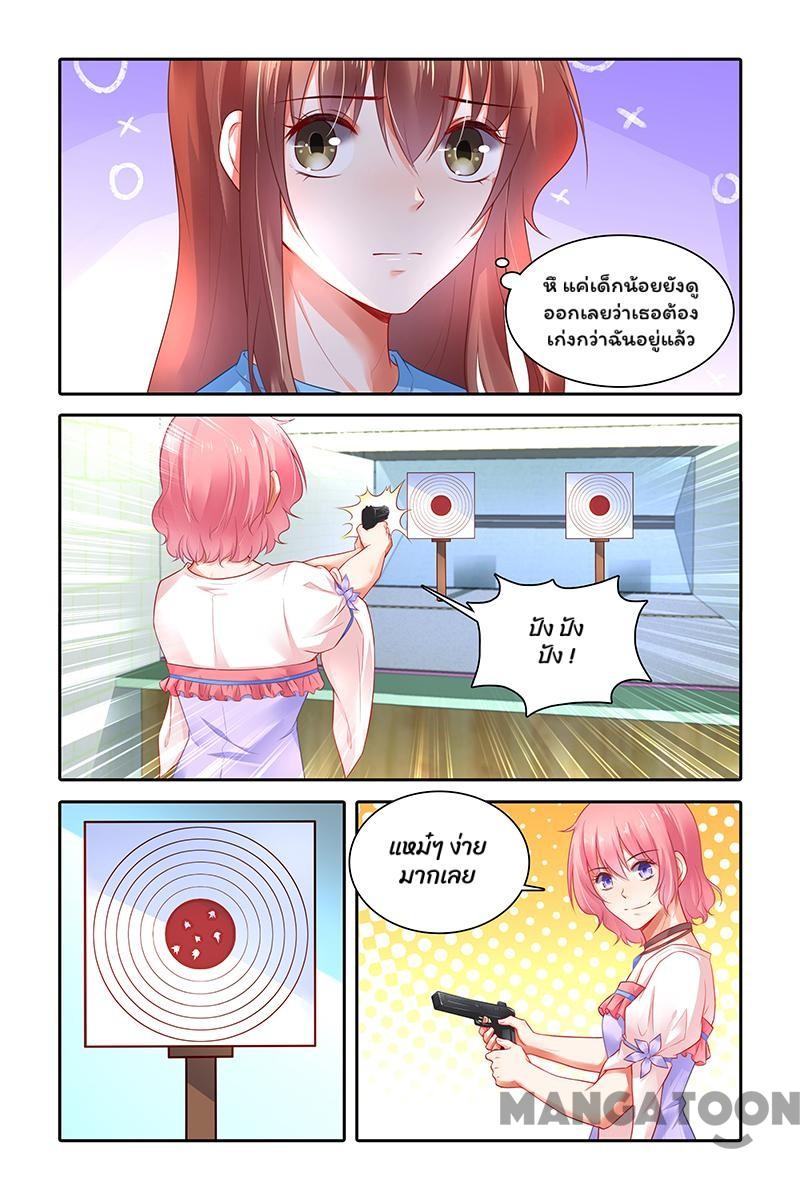 หึ แค่เด็กน้อยยังดู
ออกเลยว่าเธอต้อง
เก่งกว่าฉันอยู่แล้ว
ปัง ปัง
ปัง !
แหม๋ๆ ง่าย
มากเลย
MANGATOON